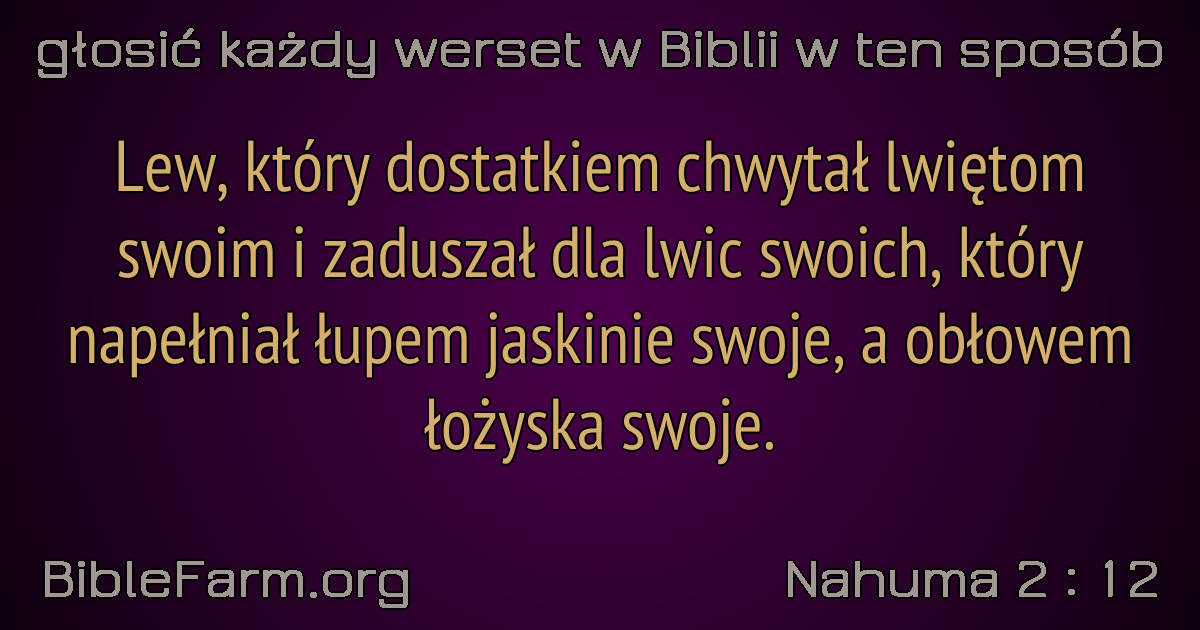 głosić każdy werset w Biblii w ten sposób
Lew, który dostatkiem chwytał lwiętom
swoim i zaduszał dla lwic swoich, który
napełniał łupem jaskinie swoje, a obłowem
łożyska swoje.
BibleFarm.org
Nahuma 2 : 12